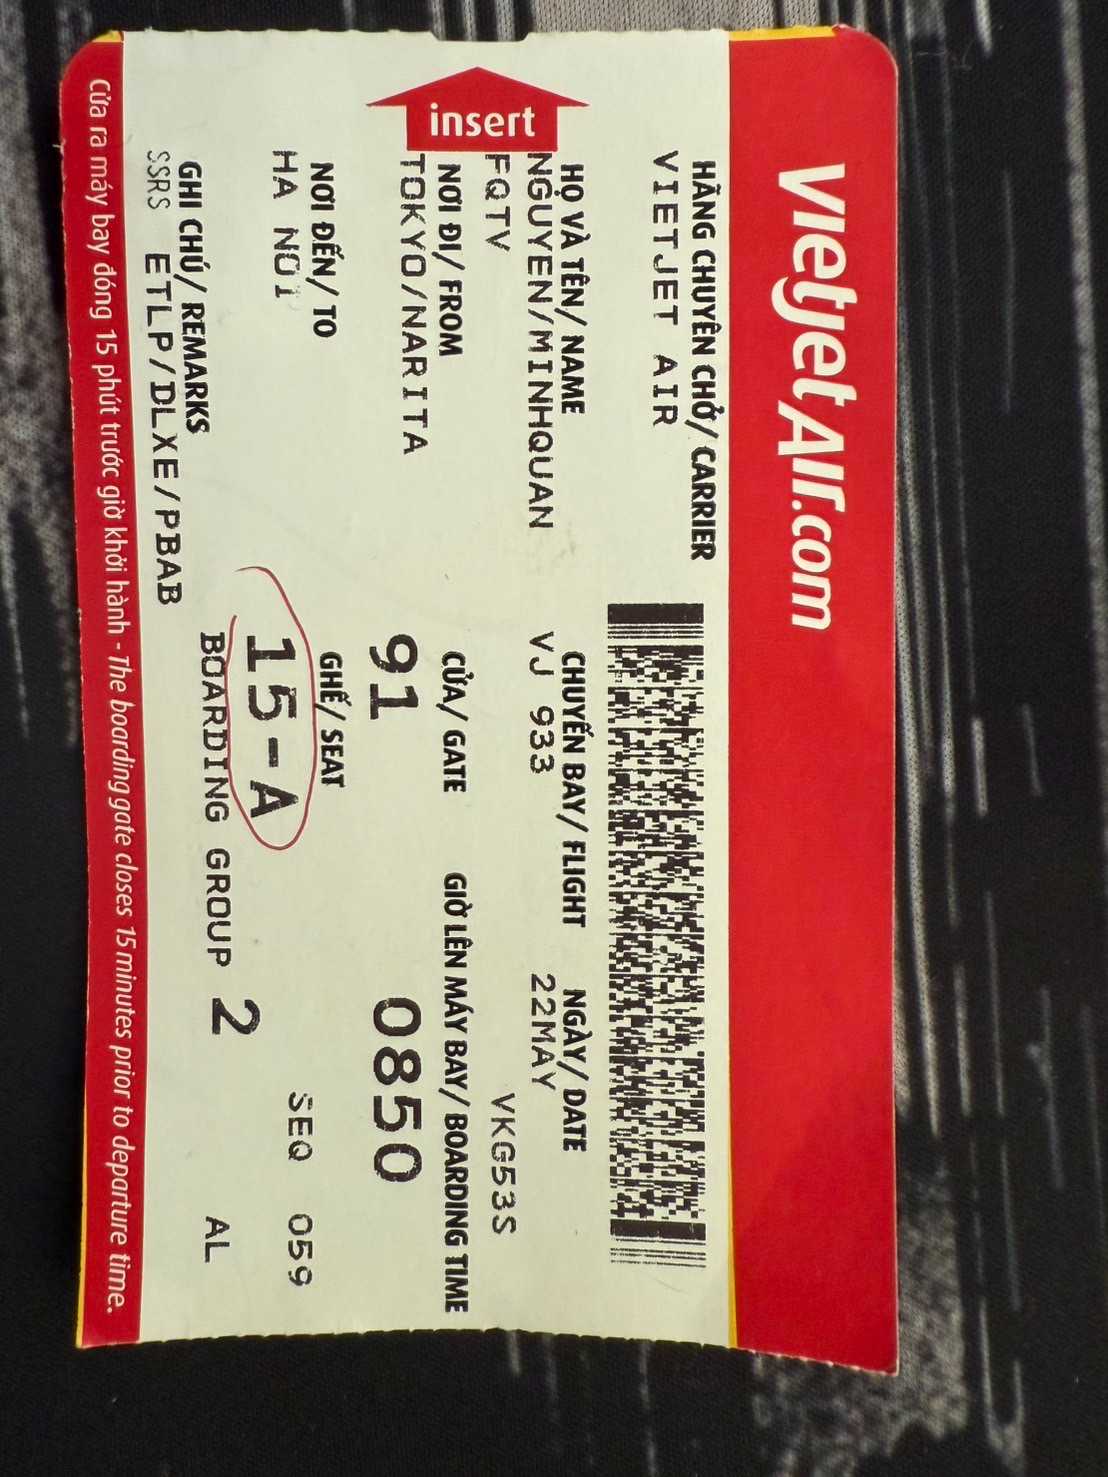 vietjetAir.com
HÃNG CHUYÊN CHỞ/ CARRIER
VIETJET AIR
insert
HỌ VÀ TÊN/ NAME
NGUYEN/MINHQUAN
FQTV
CHUYẾN BAY/ FLIGHT
VJ 933
NGÀY/ DATE
22MAY
VKG53S
NƠI ĐI/ FROM
TOKYO/NARITA
CỬA/ GATE
91
GIỜ LÊN MÁY BAY/ BOARDING TIME
0850
NƠI ĐẾN/ TO
HA NOI
GHẾ/ SEAT
15-A
SEQ 059
GHI CHÚ/ REMARKS
BOARDING GROUP 2
AL
SSRS ETLP/DLXE/PBAB
Cửa ra máy bay đóng 15 phút trước giờ khởi hành - The boarding gate closes 15 minutes prior to departure time.